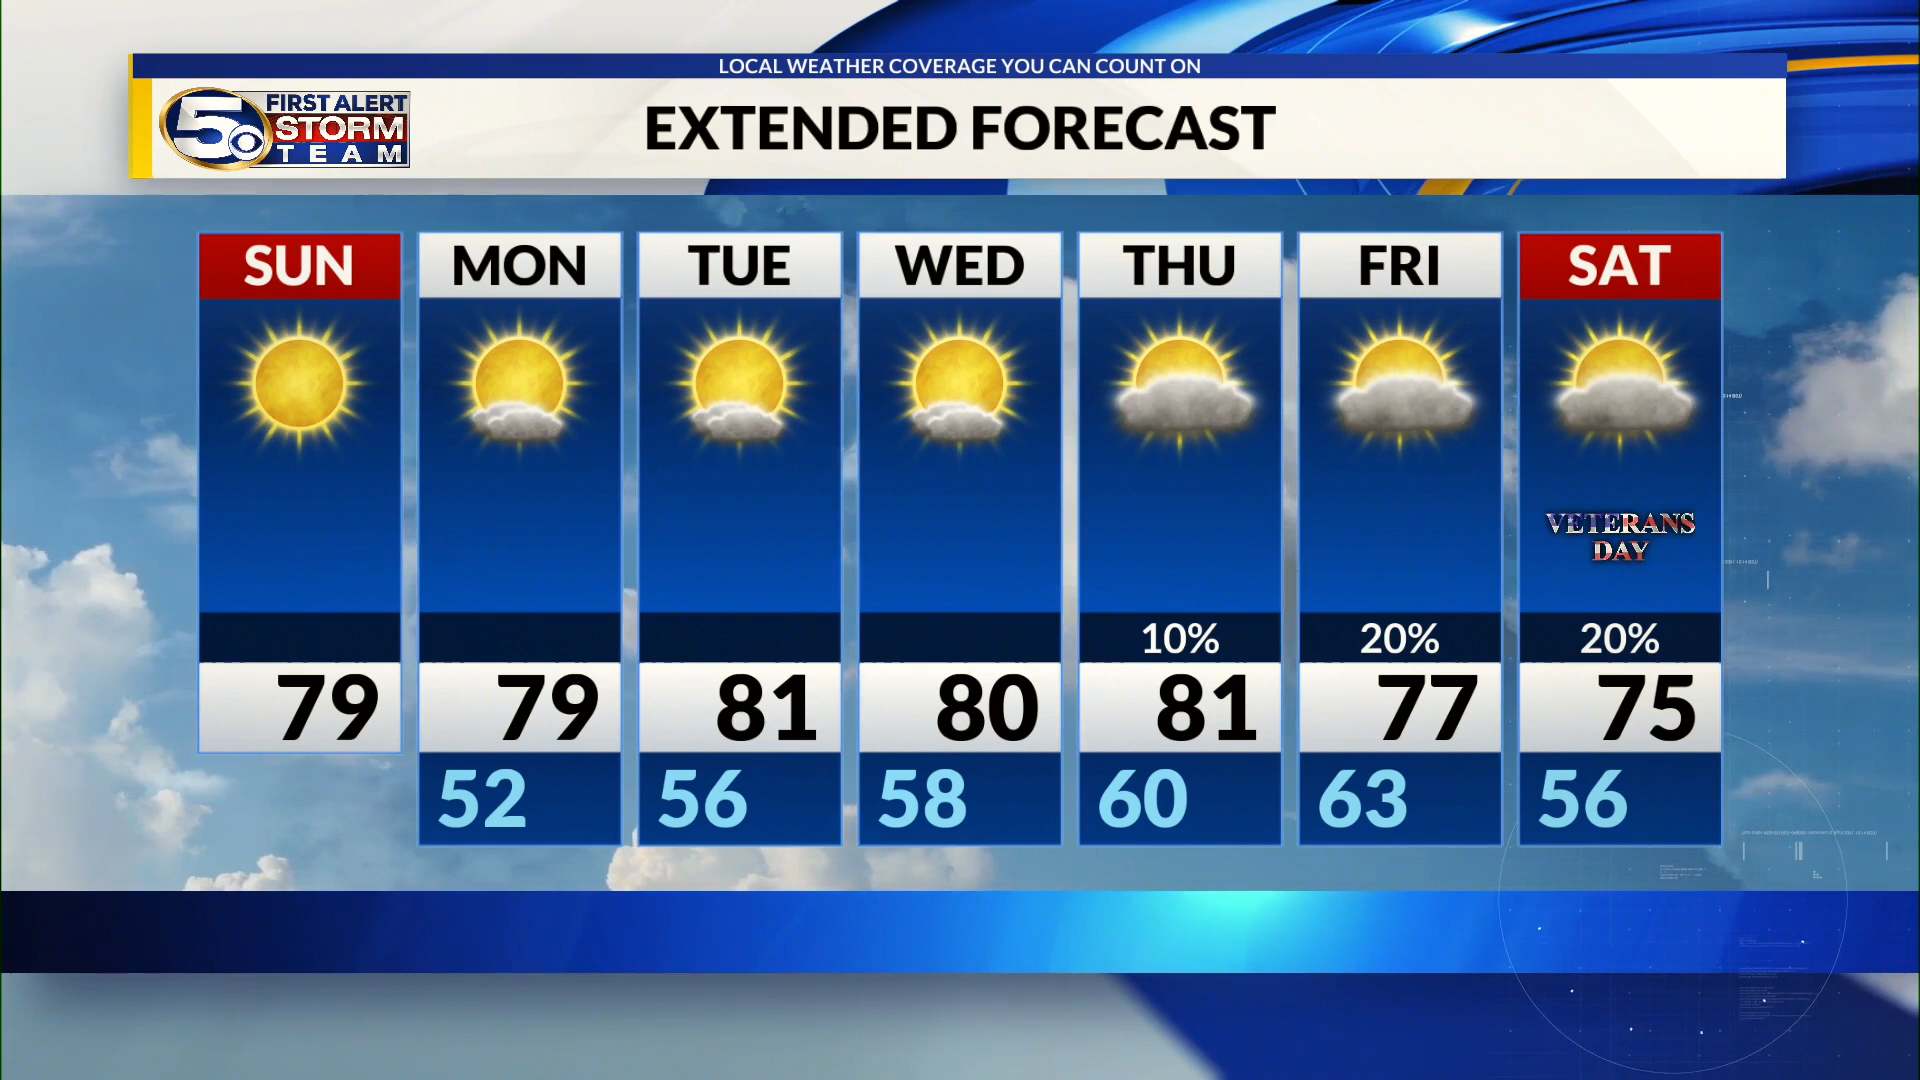 LOCAL WEATHER COVERAGE YOU CAN COUNT ON
5 FIRST ALERT
STORM
TEAM
EXTENDED FORECAST
SUN MON TUE WED THU FRI SAT
VETERANS
DAY
10% 20% 20%
79 79 81 80 81 77 75
52 56 58 60 63 56